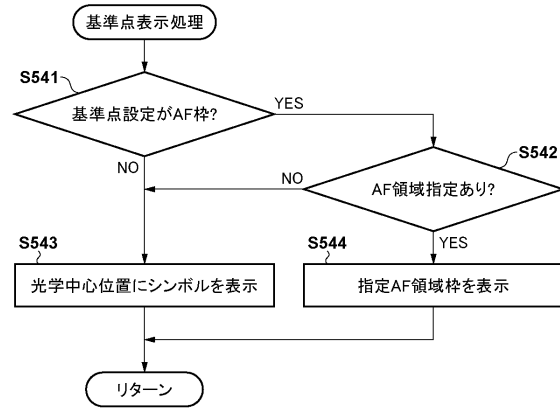 基準点表示処理
S541
基準点設定がAF枠?
YES
S542
NO
NO
AF領域指定あり?
YES
S543
S544
光学中心位置にシンボルを表示
指定AF領域枠を表示
リターン